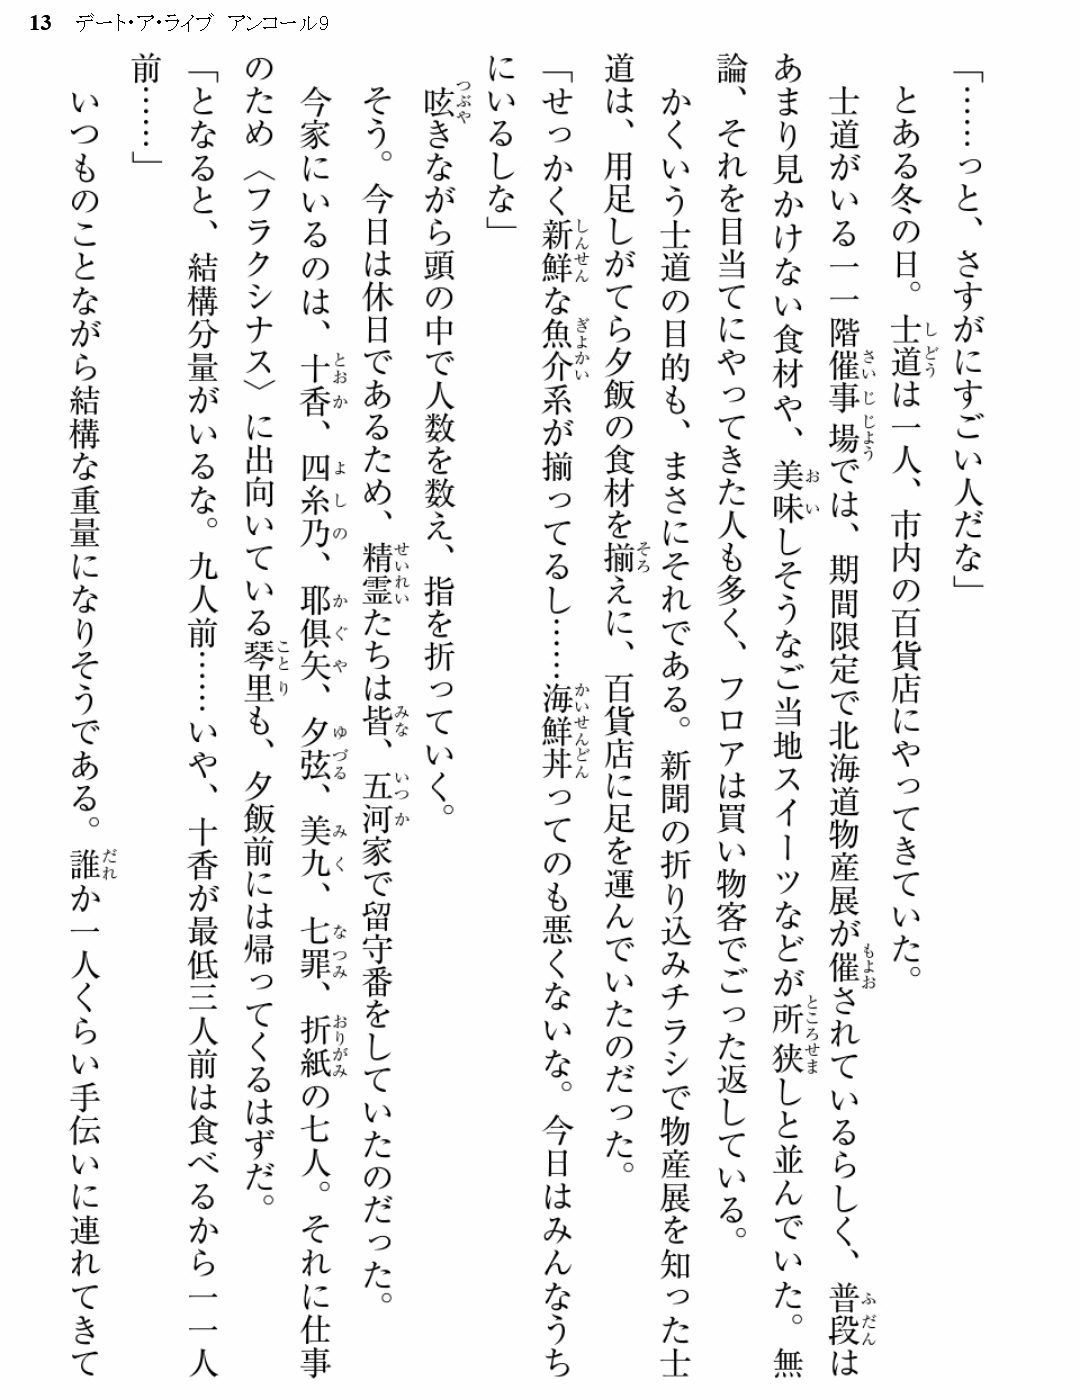 13 デート・ア・ライブ アンコール9
「……っと、さすがにすごい人だな」
とある冬の日。士道は一人、市内の百貨店にやってきていた。
士道がいる一一階催事場では、期間限定で北海道物産展が催されているらしく、普段は
あまり見かけない食材や、美味しそうなご当地スイーツなどが所狭しと並んでいた。無
論、それを目当てにやってきた人も多く、フロアは買い物客でごった返している。
かくいう士道の目的も、まさにそれである。新聞の折り込みチラシで物産展を知った士
道は、用足しがてら夕飯の食材を揃えに、百貨店に足を運んでいたのだった。
「せっかく新鮮な魚介系が揃ってるし……海鮮丼ってのも悪くないな。今日はみんなうち
にいるしな」
呟きながら頭の中で人数を数え、指を折っていく。
そう。今日は休日であるため、精霊たちは皆、五河家で留守番をしていたのだった。
今家にいるのは、十香、四糸乃、耶倶矢、夕弦、美九、七罪、折紙の七人。それに仕事
のため〈フラクシナス〉に出向いている琴里も、夕飯前には帰ってくるはずだ。
「となると、結構分量がいるな。九人前……いや、十香が最低三人前は食べるから一一人
前……」
いつものことながら結構な重量になりそうである。誰か一人くらい手伝いに連れてきて